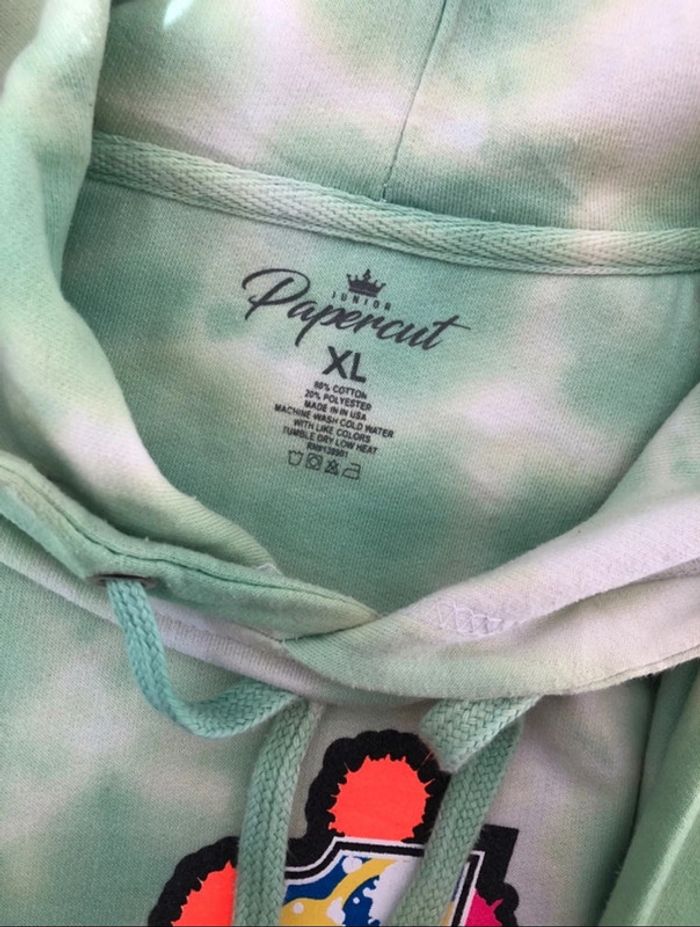 JUNIOR
Papercut
XL
80% COTTON
20% POLYESTER
MADE IN IN USA
MACHINE WASH COLD WATER
WITH LIKE COLORS
TUMBLE DRY LOW HEAT